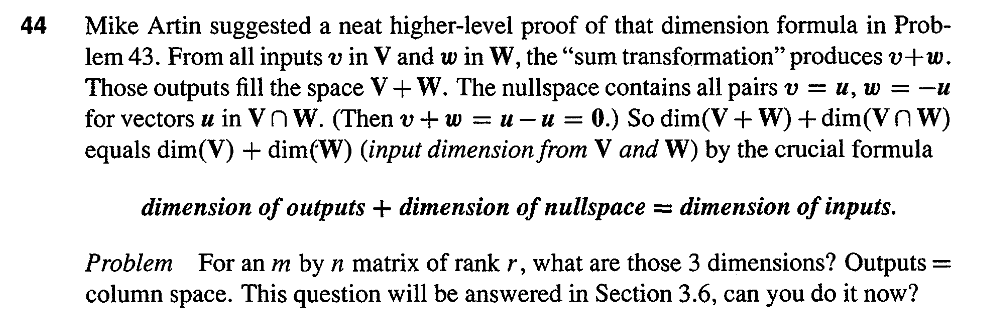 44 Mike Artin suggested a neat higher-level proof of that dimension formula in Prob-
lem 43. From all inputs v in V and w in W, the “sum transformation” produces v+w.
Those outputs fill the space V + W. The nullspace contains all pairs v = u, w = −u
for vectors u in V ∩ W. (Then v + w = u − u = 0.) So dim(V + W) + dim(V ∩ W)
equals dim(V) + dim(W) (input dimension from V and W) by the crucial formula
dimension of outputs + dimension of nullspace = dimension of inputs.
Problem For an m by n matrix of rank r, what are those 3 dimensions? Outputs =
column space. This question will be answered in Section 3.6, can you do it now?